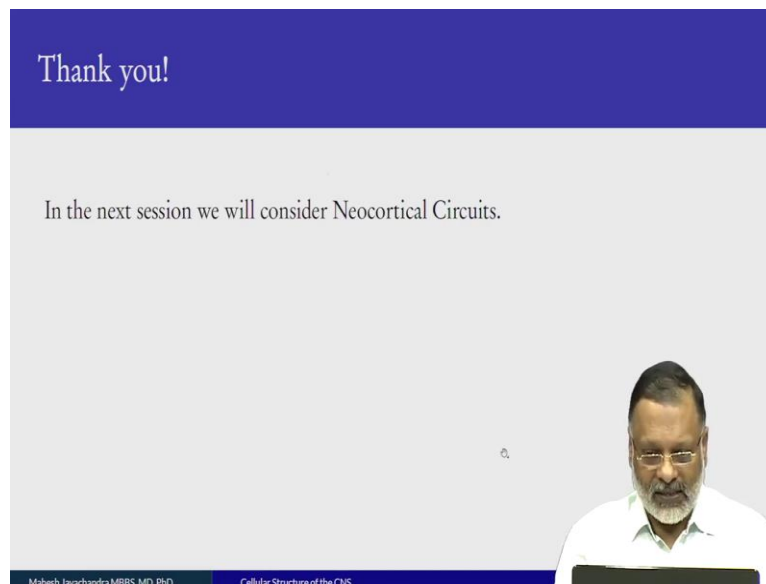 Thank you!
In the next session we will consider Neocortical Circuits.
Mahesh Jayachandra MBBS, MD, PhD
Cellular Structure of the CNS